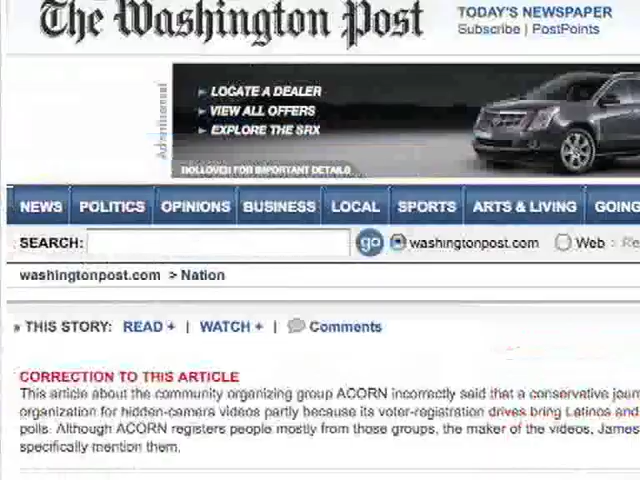 The Washington Post
TODAY'S NEWSPAPER
Subscribe | PostPoints
Advertisement
LOCATE A DEALER
VIEW ALL OFFERS
EXPLORE THE SRX
ROLLOVER FOR IMPORTANT DETAILS
NEWS POLITICS OPINIONS BUSINESS LOCAL SPORTS ARTS & LIVING GOING
SEARCH: go washingtonpost.com Web Re
washingtonpost.com > Nation
» THIS STORY: READ + | WATCH + | Comments
CORRECTION TO THIS ARTICLE
This article about the community organizing group ACORN incorrectly said that a conservative jour
organization for hidden-camera videos partly because its voter-registration drives bring Latinos and
polls. Although ACORN registers people mostly from those groups, the maker of the videos, James
specifically mention them.